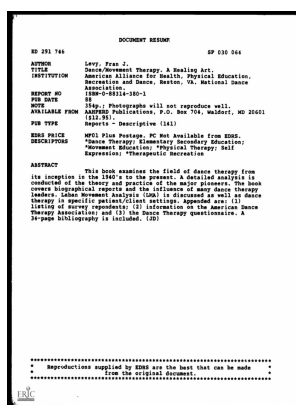 DOCUMENT RESUME
ED 291 746 SP 030 064
AUTHOR Levy, Fran J.
TITLE Dance/Movement Therapy. A Healing Art.
INSTITUTION American Alliance for Health, Physical Education,
Recreation and Dance, Reston, VA. National Dance
Association.
REPORT NO ISBN-0-88314-380-1
PUB DATE 88
NOTE 354p.; Photographs will not reproduce well.
AVAILABLE FROM AAHPERD Publications, P.O. Box 704, Waldorf, MD 20601
($12.95).
PUB TYPE Reports - Descriptive (141)
EDRS PRICE MF01 Plus Postage. PC Not Available from EDRS.
DESCRIPTORS *Dance Therapy; Elementary Secondary Education;
*Movement Education; *Physical Therapy; Self
Expression; *Therapeutic Recreation
ABSTRACT
This book examines the field of dance therapy from
its inception in the 1940's to the present. A detailed analysis is
conducted of the theory and practice of the major pioneers. The book
covers biographical reports and the influence of many dance therapy
leaders. Laban Movement Analysis (LMA) is discussed as well as dance
therapy in specific patient/client settings. Appended are: (1)
listing of survey repondents; (2) information on the American Dance
Therapy Association; and (3) the Dance Therapy questionnaire. A
34-page bibliography is included. (JD)
***********************************************************************
* Reproductions supplied by EDRS are the best that can be made *
* from the original document. *
***********************************************************************
ERIC